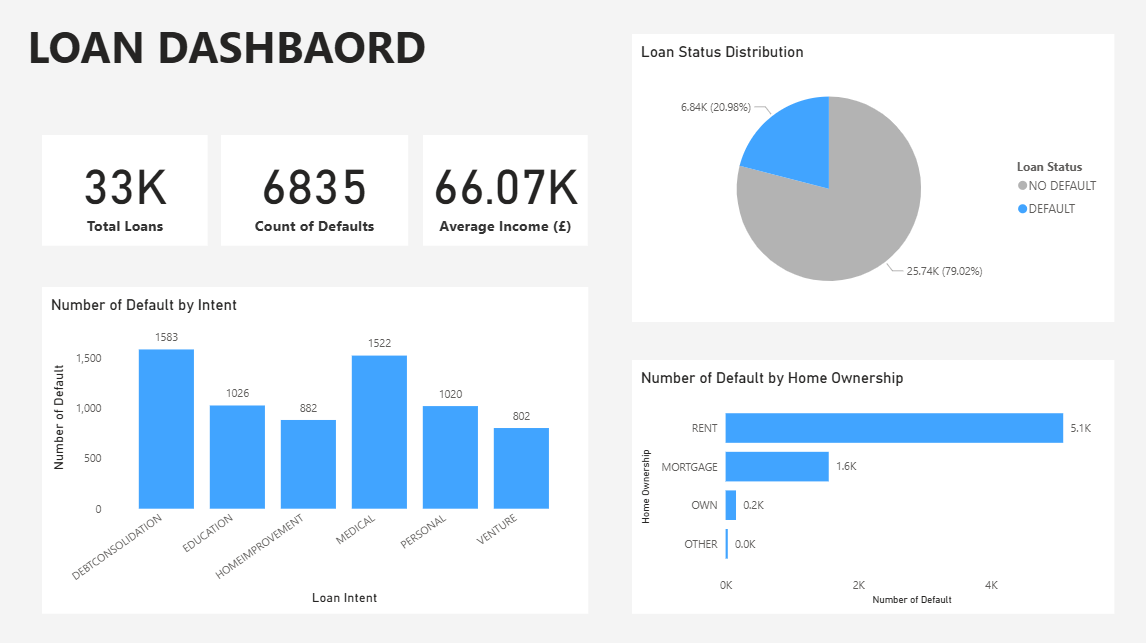 LOAN DASHBAORD
33K
Total Loans
6835
Count of Defaults
66.07K
Average Income (£)
Loan Status Distribution
6.84K (20.98%)
25.74K (79.02%)
Loan Status
NO DEFAULT
DEFAULT
Number of Default by Intent
Number of Default
1,500
1,000
500
0
1583
1026
882
1522
1020
802
DEBTCONSOLIDATION
EDUCATION
HOMEIMPROVEMENT
MEDICAL
PERSONAL
VENTURE
Loan Intent
Number of Default by Home Ownership
Home Ownership
RENT 5.1K
MORTGAGE 1.6K
OWN 0.2K
OTHER 0.0K
0K 2K 4K
Number of Default